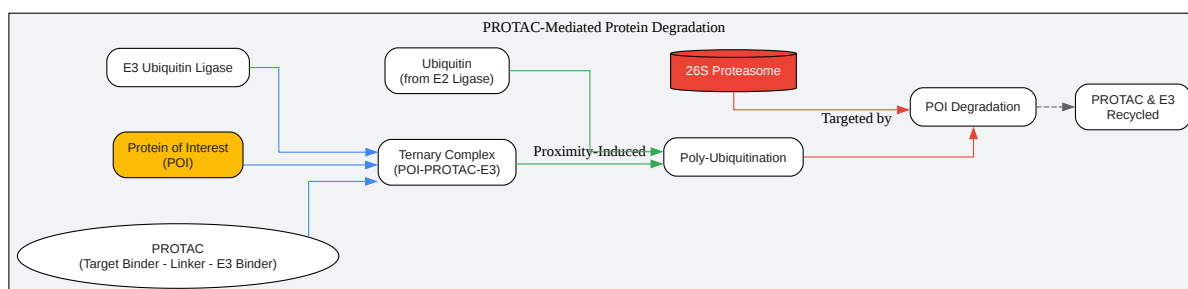 PROTAC-Mediated Protein Degradation
E3 Ubiquitin Ligase
Ubiquitin
(from E2 Ligase)
26S Proteasome
POI Degradation
PROTAC & E3
Recycled
Targeted by
Protein of Interest
(POI)
Ternary Complex
(POI-PROTAC-E3)
Proximity-Induced
Poly-Ubiquitination
PROTAC
(Target Binder - Linker - E3 Binder)